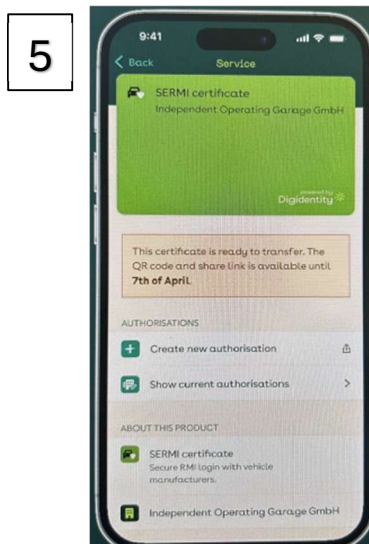 5
9:41
Back
Service
SERMI certificate
Independent Operating Garage GmbH
powered by
Digidentity
This certificate is ready to transfer. The
QR code and share link is available until
7th of April.
AUTHORISATIONS
Create new authorisation
Show current authorisations
ABOUT THIS PRODUCT
SERMI certificate
Secure RMI login with vehicle
manufacturers.
Independent Operating Garage GmbH